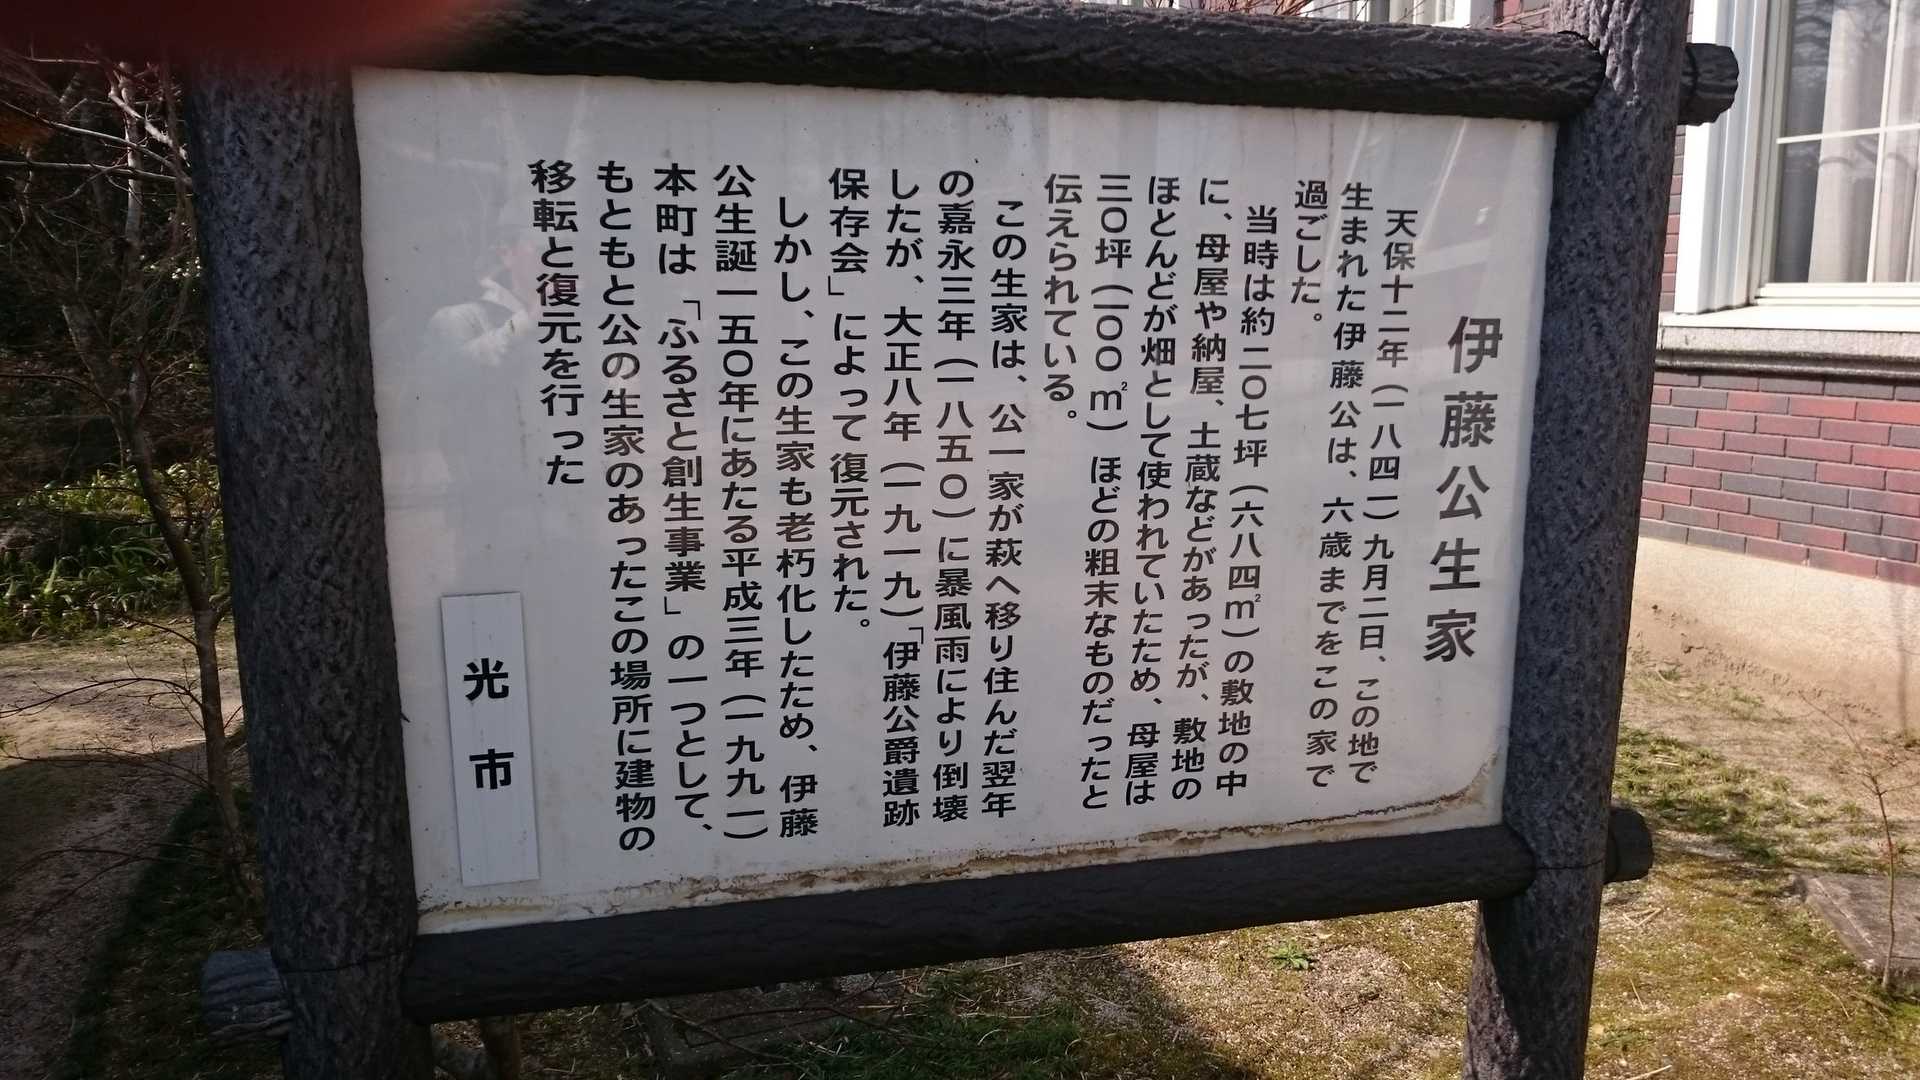 伊藤公生家
天保十二年（一八四一）九月二日、この地で
生まれた伊藤公は、六歳までをこの家で
過ごした。
当時は約二〇七坪（六八四㎡）の敷地の中
に、母屋や納屋、土蔵などがあったが、敷地の
ほとんどが畑として使われていたため、母屋は
三〇坪（一〇〇㎡）ほどの粗末なものだったと
伝えられている。
この生家は、公一家が萩へ移り住んだ翌年
の嘉永三年（一八五〇）に暴風雨により倒壊
したが、大正八年（一九一九）「伊藤公爵遺跡
保存会」によって復元された。
しかし、この生家も老朽化したため、伊藤
公生誕一五〇年にあたる平成三年（一九九一）
本町は「ふるさと創生事業」の一つとして、
もともと公の生家のあったこの場所に建物の
移転と復元を行った
光市